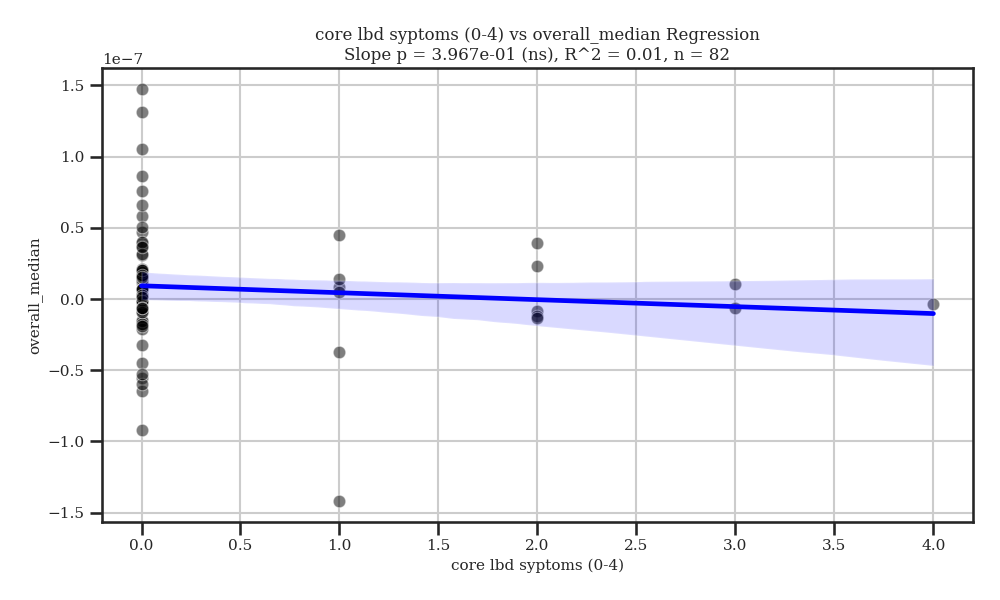 core lbd syptoms (0-4) vs overall_median Regression
Slope p = 3.967e-01 (ns), R^2 = 0.01, n = 82
1e−7
1.5
1.0
0.5
0.0
−0.5
−1.0
−1.5
overall_median
0.0 0.5 1.0 1.5 2.0 2.5 3.0 3.5 4.0
core lbd syptoms (0-4)